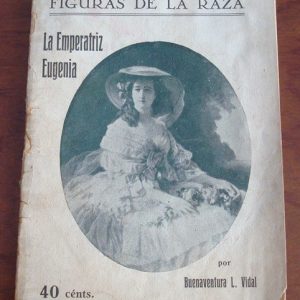 FIGURAS DE LA RAZA
La Emperatriz
Eugenia
por
Buenaventura L. Vidal
40 cénts.